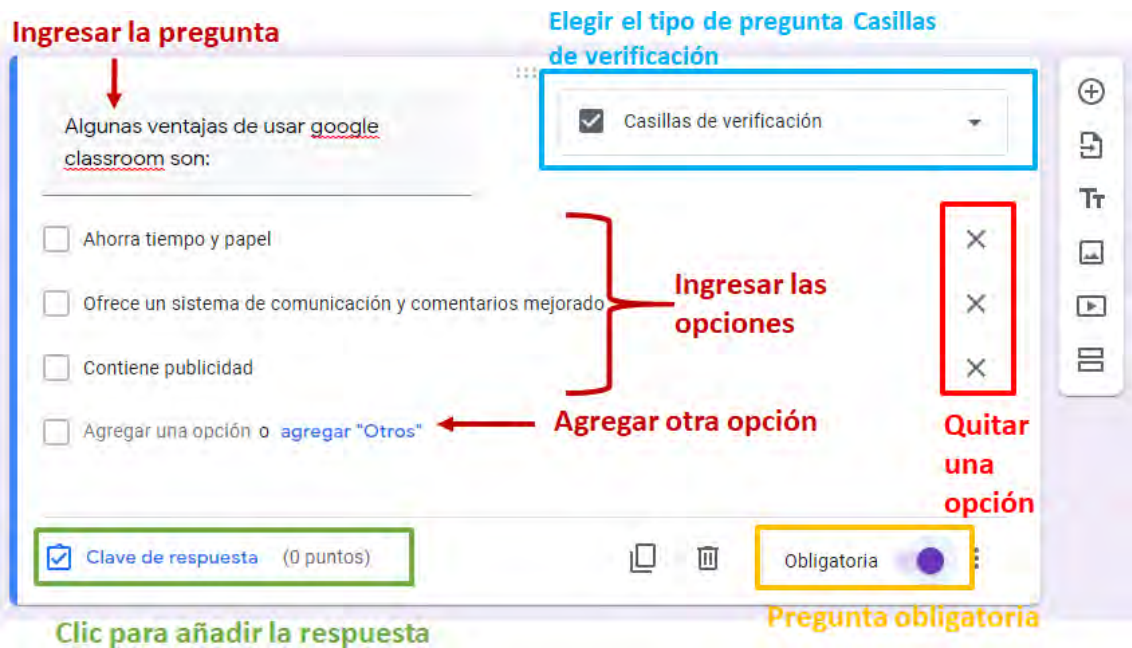 Ingresar la pregunta
Elegir el tipo de pregunta Casillas
de verificación
Algunas ventajas de usar google
classroom son:
Casillas de verificación
Tт
Ahorra tiempo y papel
Ofrece un sistema de comunicación y comentarios mejorado
Contiene publicidad
Ingresar las
opciones
Agregar una opción o agregar "Otros"
Agregar otra opción
Quitar
una
opción
Clave de respuesta (0 puntos)
Obligatoria
Pregunta obligatoria
Clic para añadir la respuesta